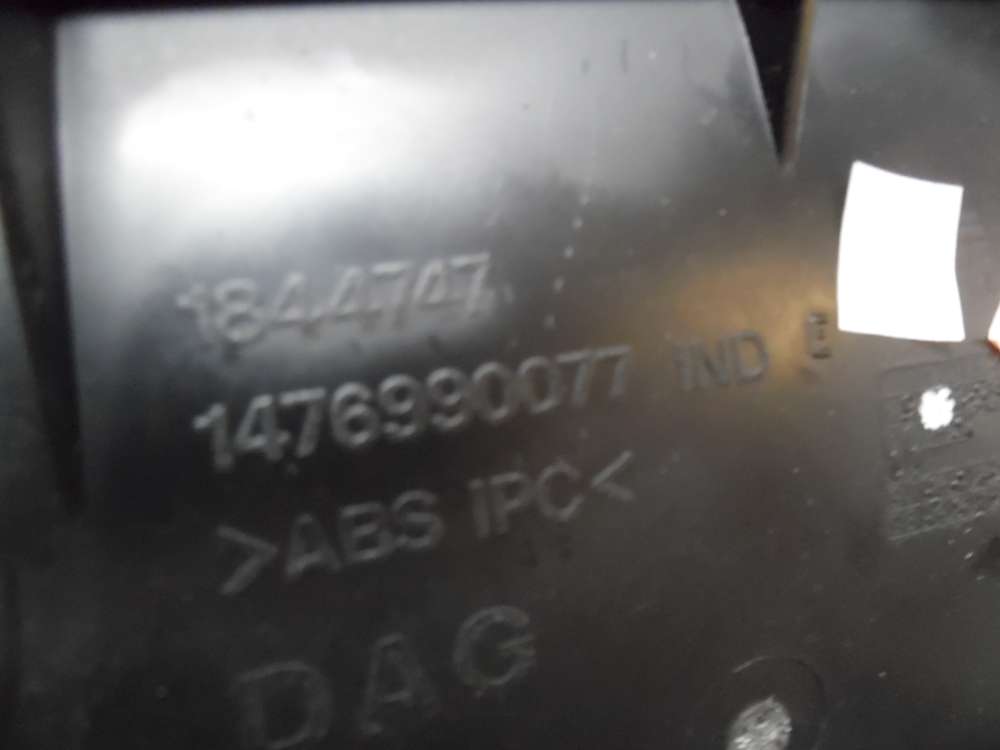 1844747
1476990077 IND E
>ABS IPC<
DAG